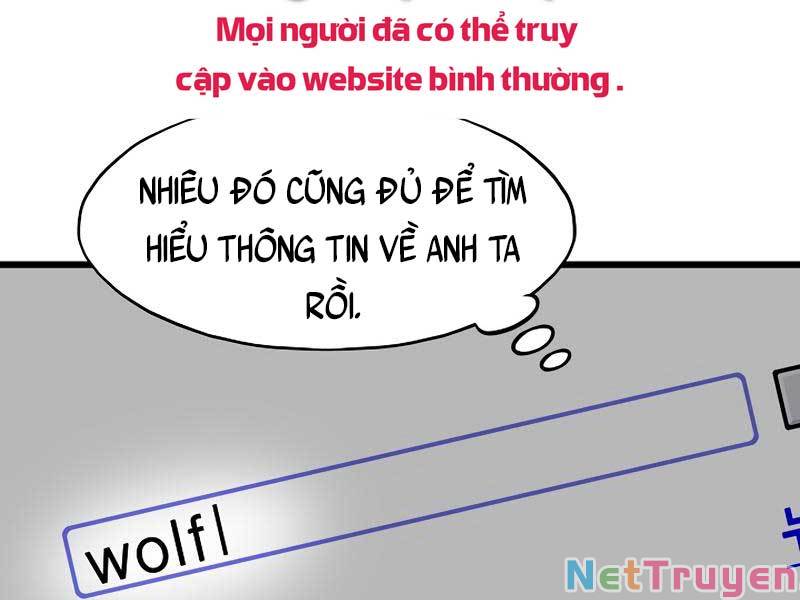 Mọi người đã có thể truy
cập vào website bình thường .
NHIÊU ĐÓ CŨNG ĐỦ ĐỂ TÌM
HIỂU THÔNG TIN VỀ ANH TA
RỒI.
wolf
NetTruyen